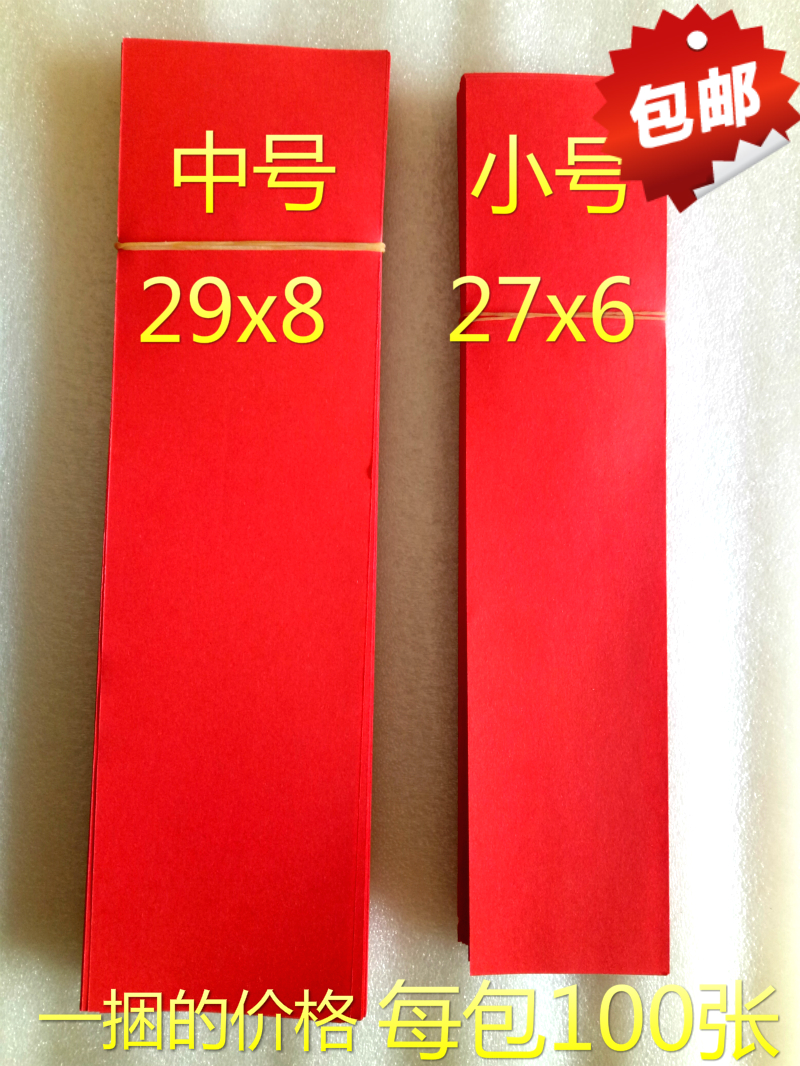 包邮
中号
小号
29x8
27x6
一捆的价格 每包100张